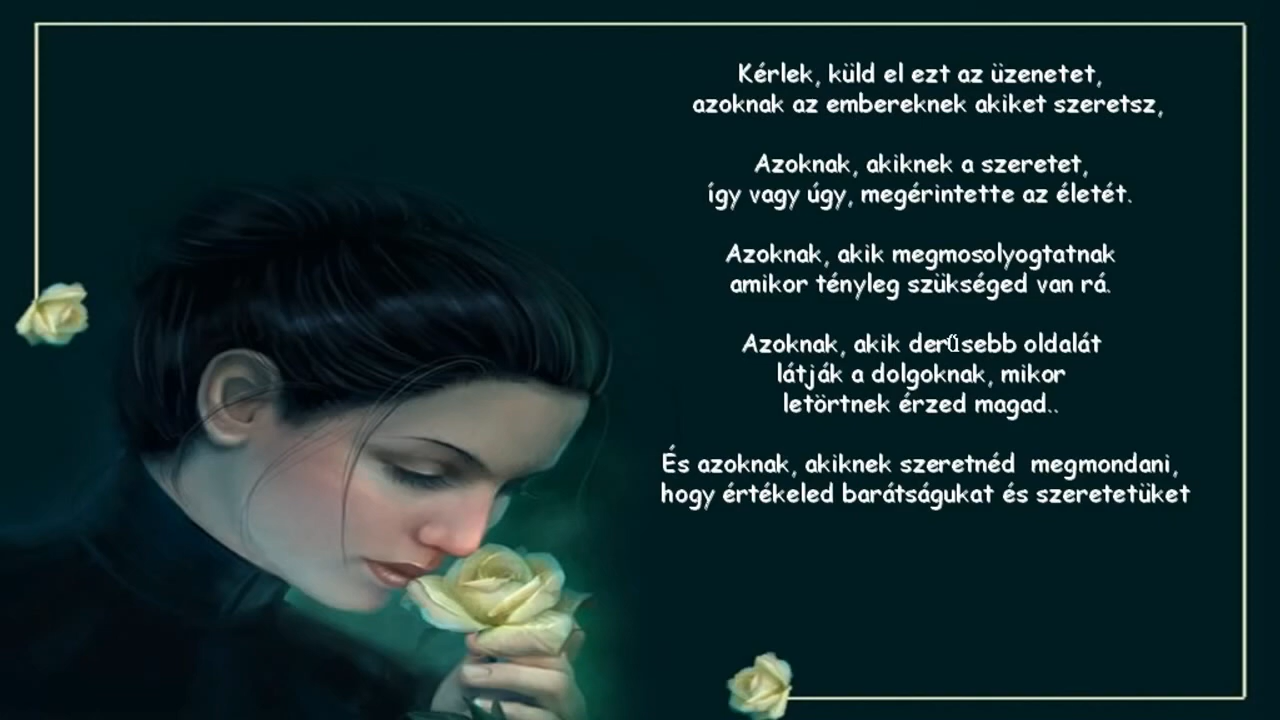 Kérlek, küld el ezt az üzenetet,
azoknak az embereknek akiket szeretsz,
Azoknak, akiknek a szeretet,
így vagy úgy, megérintette az életét.
Azoknak, akik megmosolyogtatnak
amikor tényleg szükséged van rá.
Azoknak, akik derűsebb oldalát
látják a dolgoknak, mikor
letörtnek érzed magad..
És azoknak, akiknek szeretnéd  megmondani,
hogy értékeled barátságukat és szeretetüket